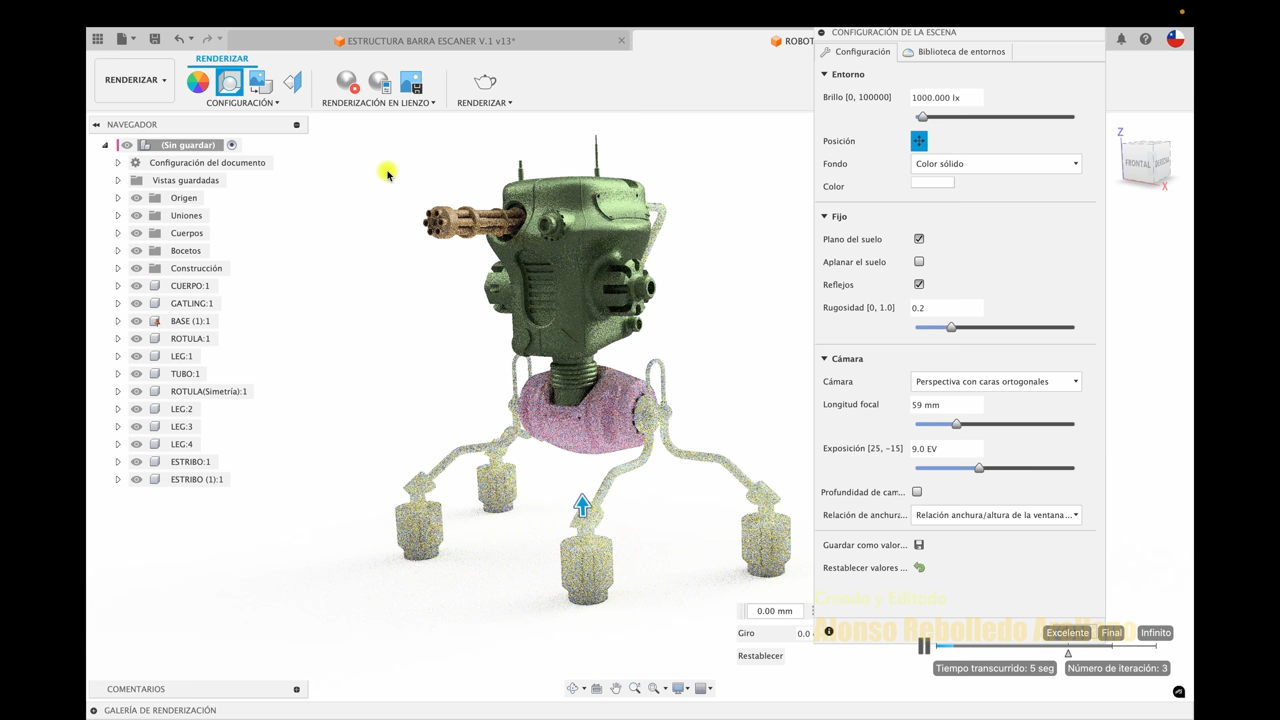 ESTRUCTURA BARRA ESCANER V.1 v13*
ROBOT
RENDERIZAR
RENDERIZAR
CONFIGURACIÓN
RENDERIZACIÓN EN LIENZO
RENDERIZAR
NAVEGADOR
(Sin guardar)
Configuración del documento
Vistas guardadas
Origen
Uniones
Cuerpos
Bocetos
Construcción
CUERPO:1
GATLING:1
BASE (1):1
ROTULA:1
LEG:1
TUBO:1
ROTULA(Simetría):1
LEG:2
LEG:3
LEG:4
ESTRIBO:1
ESTRIBO (1):1
CONFIGURACIÓN DE LA ESCENA
Configuración
Biblioteca de entornos
Entorno
Brillo [0, 100000] 1000.000 lx
Posición
Fondo Color sólido
Color
Fijo
Plano del suelo
Aplanar el suelo
Reflejos
Rugosidad [0, 1.0] 0.2
Cámara
Cámara Perspectiva con caras ortogonales
Longitud focal 59 mm
Exposición [25, -15] 9.0 EV
Profundidad de cam...
Relación de anchura... Relación anchura/altura de la ventana...
Guardar como valor...
Restablecer valores ...
Z
FRONTAL
X
Creado y Editado
Alonso Rebolledo
0.00 mm
Giro 0.0
Restablecer
Excelente Final Infinito
Tiempo transcurrido: 5 seg Número de iteración: 3
COMENTARIOS
GALERÍA DE RENDERIZACIÓN